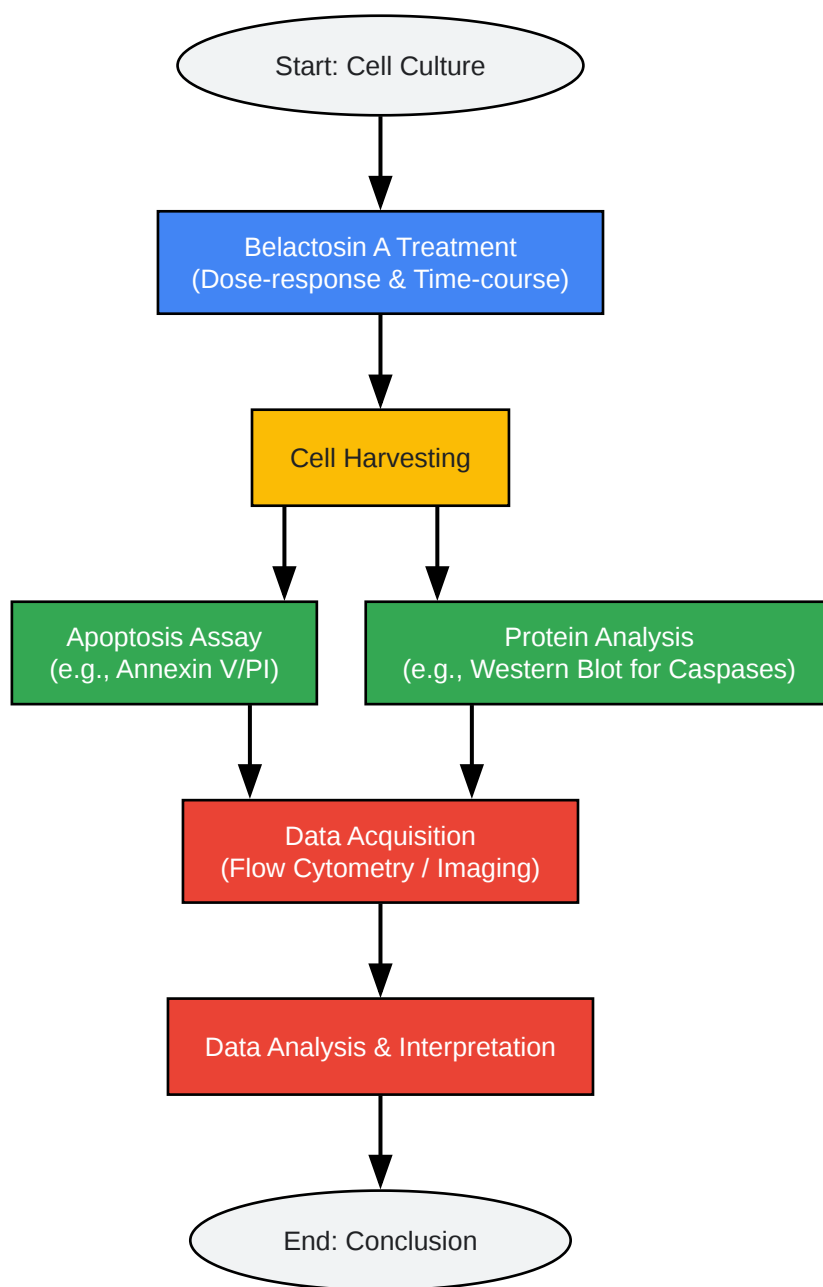 Start: Cell Culture
Belactosin A Treatment
(Dose-response & Time-course)
Cell Harvesting
Apoptosis Assay
(e.g., Annexin V/PI)
Protein Analysis
(e.g., Western Blot for Caspases)
Data Acquisition
(Flow Cytometry / Imaging)
Data Analysis & Interpretation
End: Conclusion